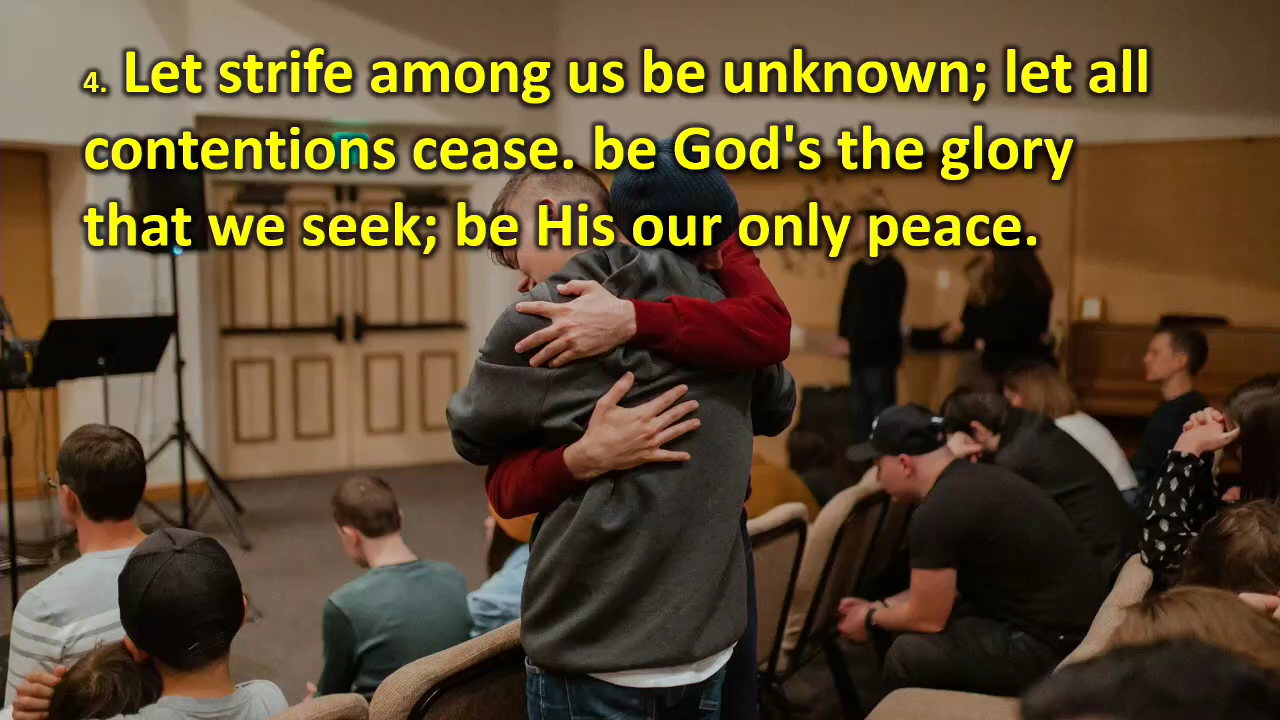 4. Let strife among us be unknown; let all
contentions cease. be God's the glory
that we seek; be His our only peace.